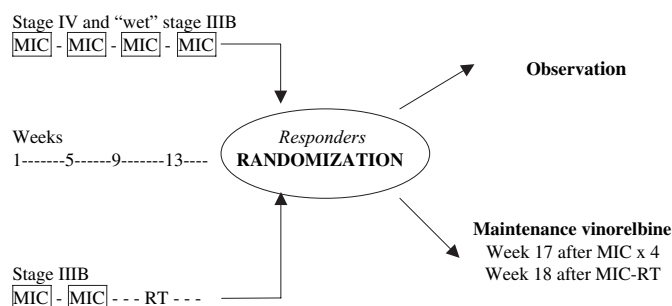 Stage IV and “wet” stage IIIB
MIC - MIC - MIC - MIC
Observation
Weeks
1-------5------9-------13----
Responders
RANDOMIZATION
Maintenance vinorelbine
Week 17 after MIC x 4
Week 18 after MIC-RT
Stage IIIB
MIC - MIC - - - RT - - -